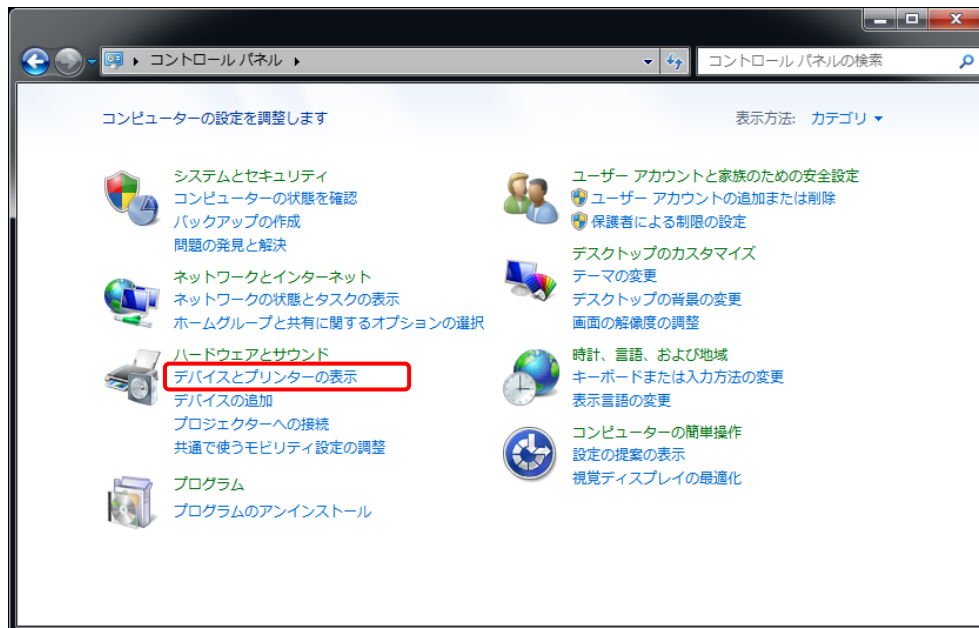 コントロール パネル
コントロール パネルの検索
コンピューターの設定を調整します
表示方法: カテゴリ
システムとセキュリティ
コンピューターの状態を確認
バックアップの作成
問題の発見と解決
ネットワークとインターネット
ネットワークの状態とタスクの表示
ホームグループと共有に関するオプションの選択
ハードウェアとサウンド
デバイスとプリンターの表示
デバイスの追加
プロジェクターへの接続
共通で使うモビリティ設定の調整
プログラム
プログラムのアンインストール
ユーザー アカウントと家族のための安全設定
ユーザー アカウントの追加または削除
保護者による制限の設定
デスクトップのカスタマイズ
テーマの変更
デスクトップの背景の変更
画面の解像度の調整
時計、言語、および地域
キーボードまたは入力方法の変更
表示言語の変更
コンピューターの簡単操作
設定の提案の表示
視覚ディスプレイの最適化